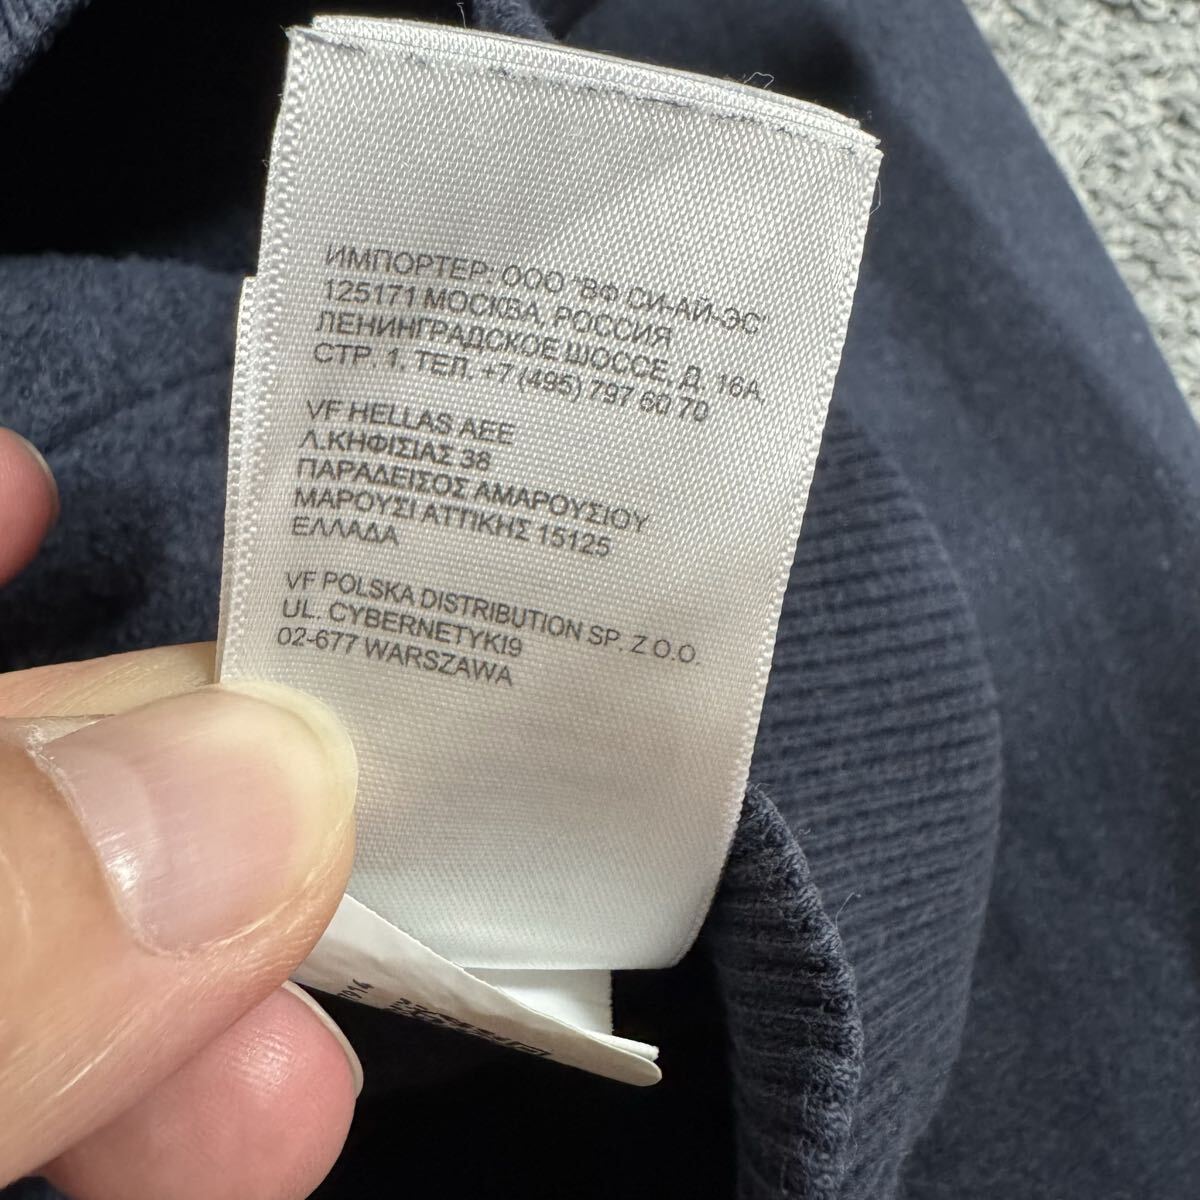 ИМПОРТЕР: ООО "ВФ СИ-АЙ-ЭС"
125171 МОСКВА, РОССИЯ
ЛЕНИНГРАДСКОЕ ШОССЕ, Д. 16А,
СТР. 1, ТЕЛ. +7 (495) 797 60 70
VF HELLAS AEE
Λ.ΚΗΦΙΣΙΑΣ 38
ΠΑΡΑΔΕΙΣΟΣ ΑΜΑΡΟΥΣΙΟΥ
ΜΑΡΟΥΣΙ ΑΤΤΙΚΗΣ 15125
ΕΛΛΑΔΑ
VF POLSKA DISTRIBUTION SP. Z O.O.
UL. CYBERNETYKI9
02-677 WARSZAWA